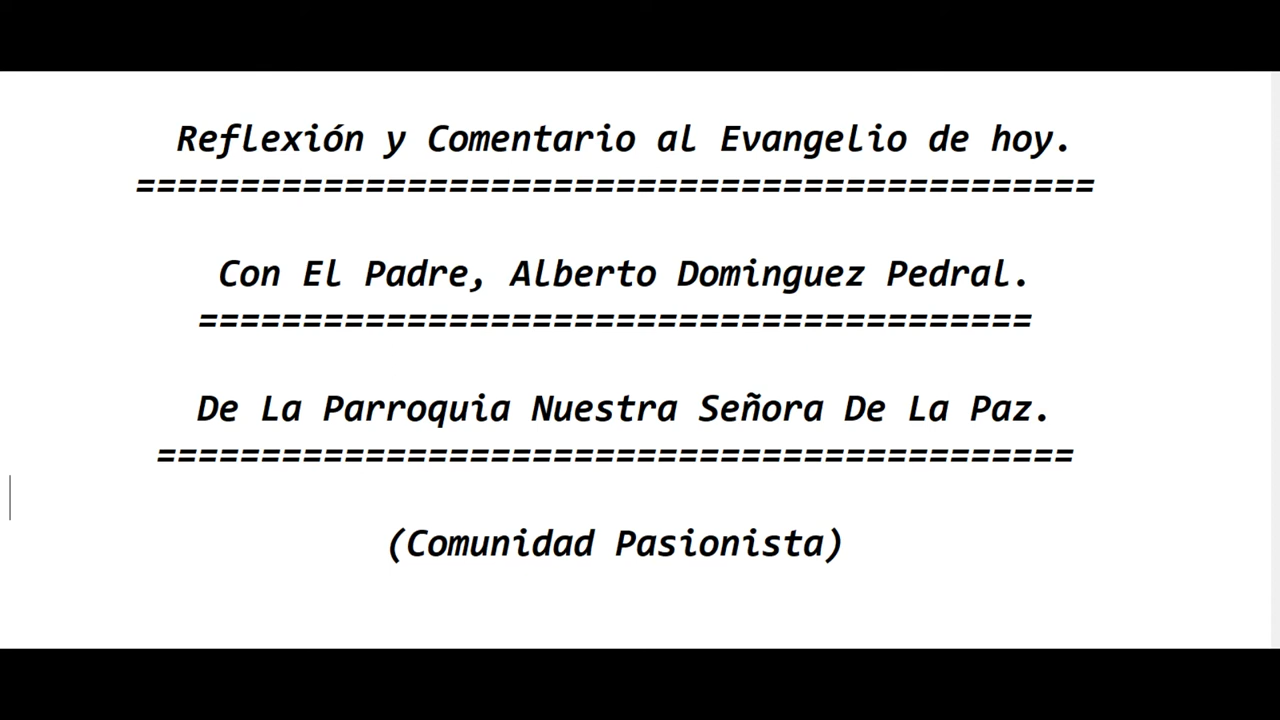 Reflexión y Comentario al Evangelio de hoy.
==============================================
Con El Padre, Alberto Dominguez Pedral.
========================================
De La Parroquia Nuestra Señora De La Paz.
============================================
(Comunidad Pasionista)